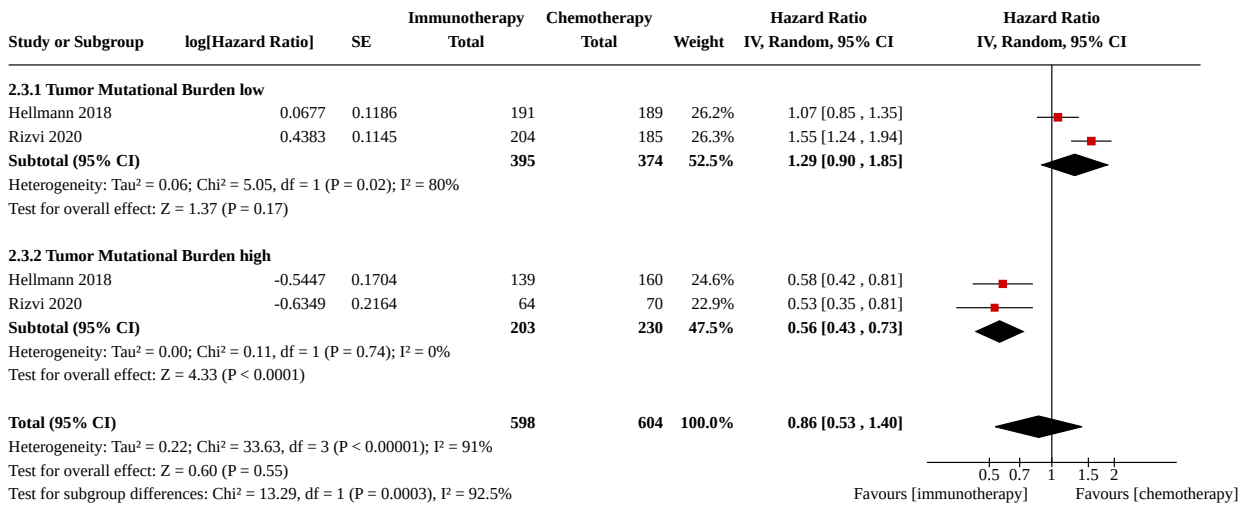 Immunotherapy Chemotherapy Hazard Ratio Hazard Ratio
Study or Subgroup log[Hazard Ratio] SE Total Total Weight IV, Random, 95% CI IV, Random, 95% CI
2.3.1 Tumor Mutational Burden low
Hellmann 2018 0.0677 0.1186 191 189 26.2% 1.07 [0.85 , 1.35]
Rizvi 2020 0.4383 0.1145 204 185 26.3% 1.55 [1.24 , 1.94]
Subtotal (95% CI) 395 374 52.5% 1.29 [0.90 , 1.85]
Heterogeneity: Tau² = 0.06; Chi² = 5.05, df = 1 (P = 0.02); I² = 80%
Test for overall effect: Z = 1.37 (P = 0.17)
2.3.2 Tumor Mutational Burden high
Hellmann 2018 -0.5447 0.1704 139 160 24.6% 0.58 [0.42 , 0.81]
Rizvi 2020 -0.6349 0.2164 64 70 22.9% 0.53 [0.35 , 0.81]
Subtotal (95% CI) 203 230 47.5% 0.56 [0.43 , 0.73]
Heterogeneity: Tau² = 0.00; Chi² = 0.11, df = 1 (P = 0.74); I² = 0%
Test for overall effect: Z = 4.33 (P < 0.0001)
Total (95% CI) 598 604 100.0% 0.86 [0.53 , 1.40]
Heterogeneity: Tau² = 0.22; Chi² = 33.63, df = 3 (P < 0.00001); I² = 91%
Test for overall effect: Z = 0.60 (P = 0.55)
0.5 0.7 1 1.5 2
Test for subgroup differences: Chi² = 13.29, df = 1 (P = 0.0003), I² = 92.5%
Favours [immunotherapy] Favours [chemotherapy]